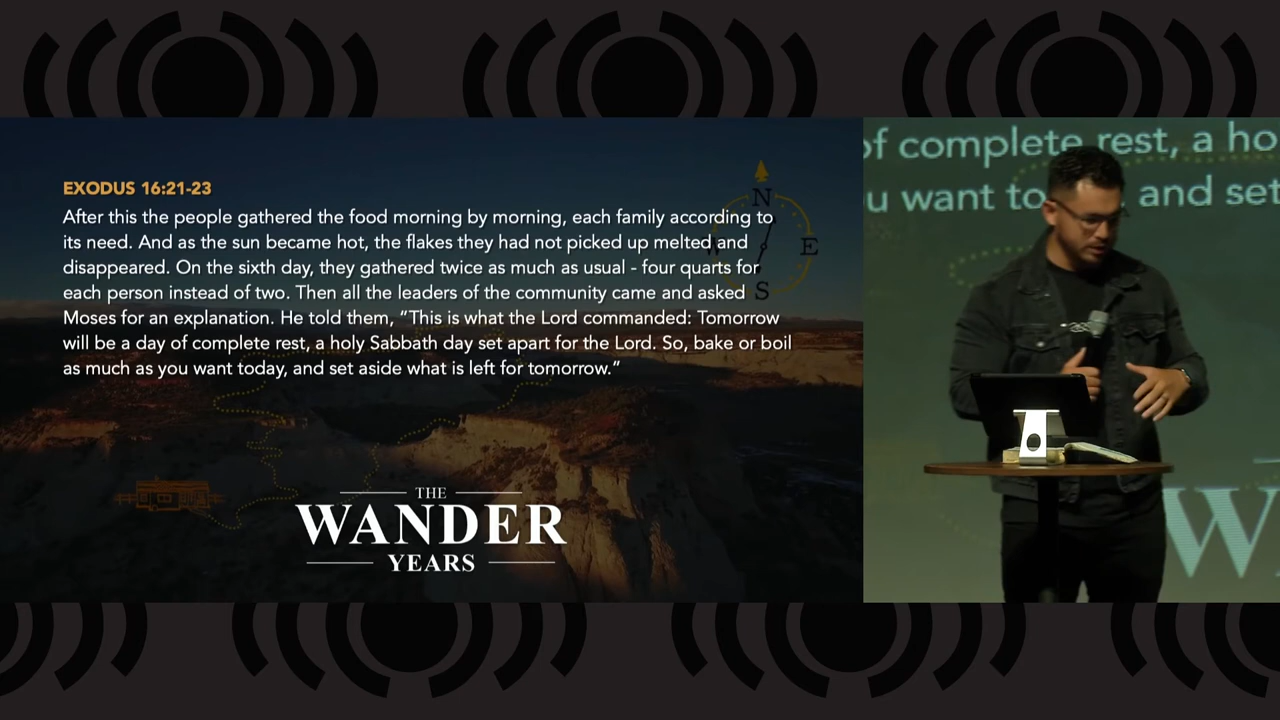 EXODUS 16:21-23
After this the people gathered the food morning by morning, each family according to
its need. And as the sun became hot, the flakes they had not picked up melted and
disappeared. On the sixth day, they gathered twice as much as usual - four quarts for
each person instead of two. Then all the leaders of the community came and asked
Moses for an explanation. He told them, “This is what the Lord commanded: Tomorrow
will be a day of complete rest, a holy Sabbath day set apart for the Lord. So, bake or boil
as much as you want today, and set aside what is left for tomorrow.”
N
W E
S
THE
WANDER
YEARS
of complete rest, a ho
u want to and set
W